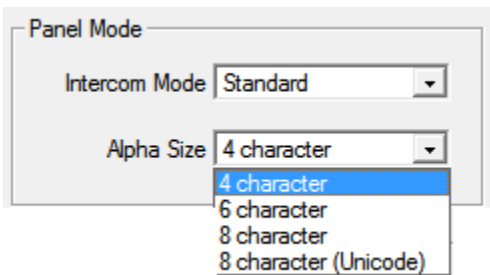 Panel Mode
Intercom Mode Standard
Alpha Size 4 character
4 character
6 character
8 character
8 character (Unicode)